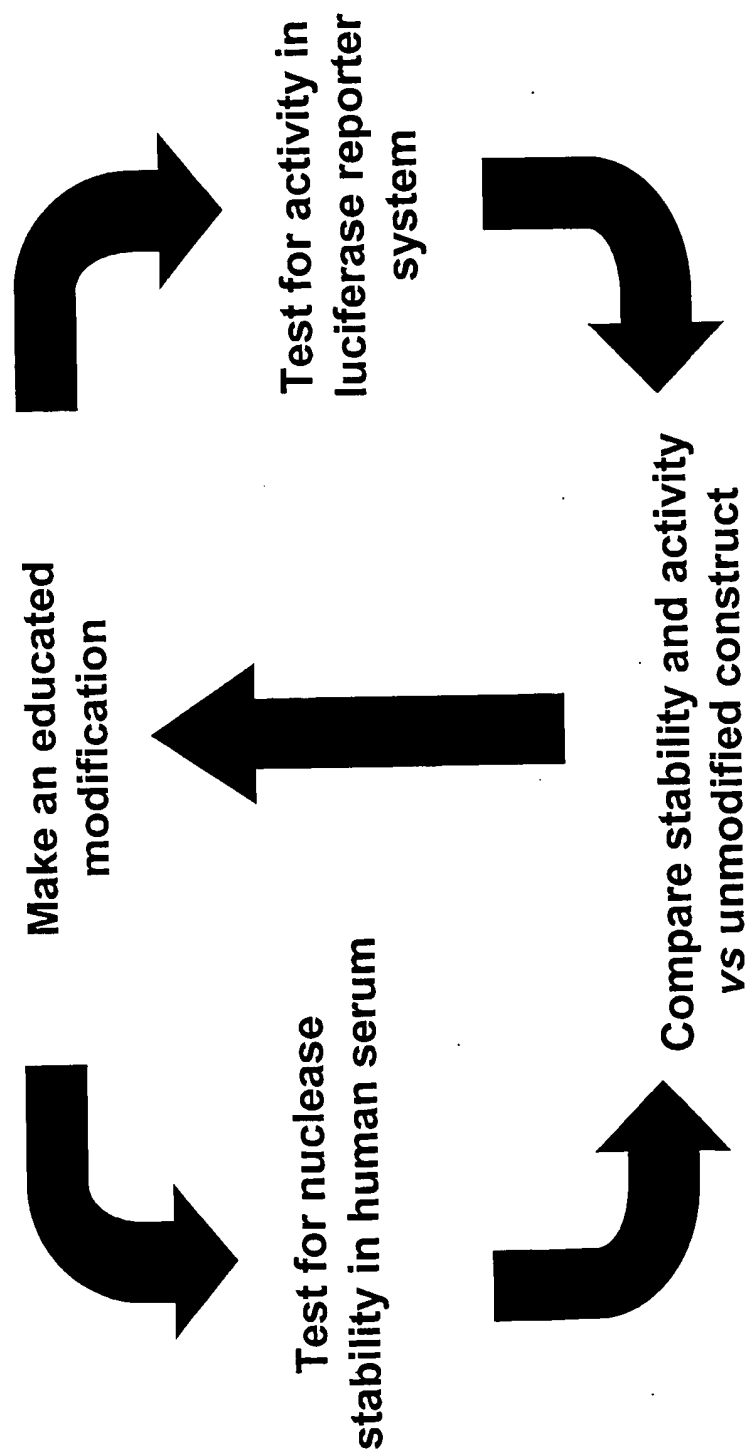 Make an educated
modification
Test for nuclease
stability in human serum
Test for activity in
luciferase reporter
system
Compare stability and activity
vs unmodified construct